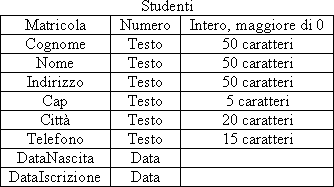 Studenti
Matricola Numero Intero, maggiore di 0
Cognome Testo 50 caratteri
Nome Testo 50 caratteri
Indirizzo Testo 50 caratteri
Cap Testo 5 caratteri
Città Testo 20 caratteri
Telefono Testo 15 caratteri
DataNascita Data
DataIscrizione Data